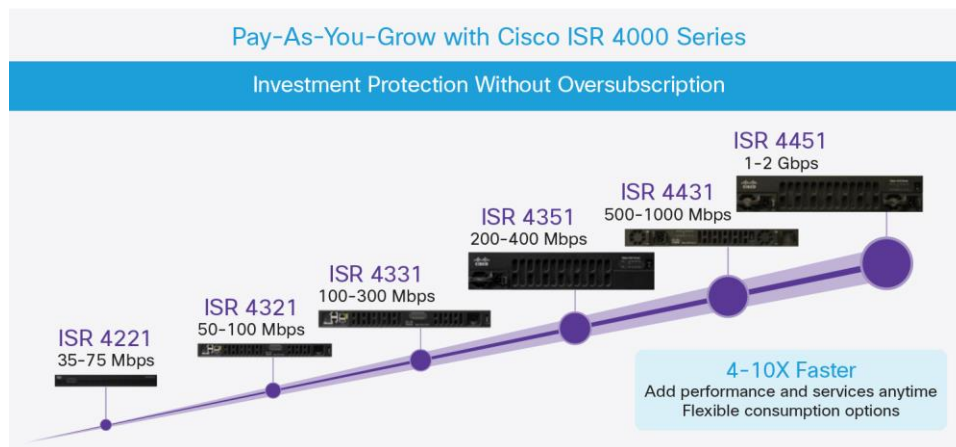 Pay-As-You-Grow with Cisco ISR 4000 Series
Investment Protection Without Oversubscription
ISR 4451
1-2 Gbps
ISR 4431
500-1000 Mbps
ISR 4351
200-400 Mbps
ISR 4331
100-300 Mbps
ISR 4321
50-100 Mbps
ISR 4221
35-75 Mbps
4-10X Faster
Add performance and services anytime
Flexible consumption options